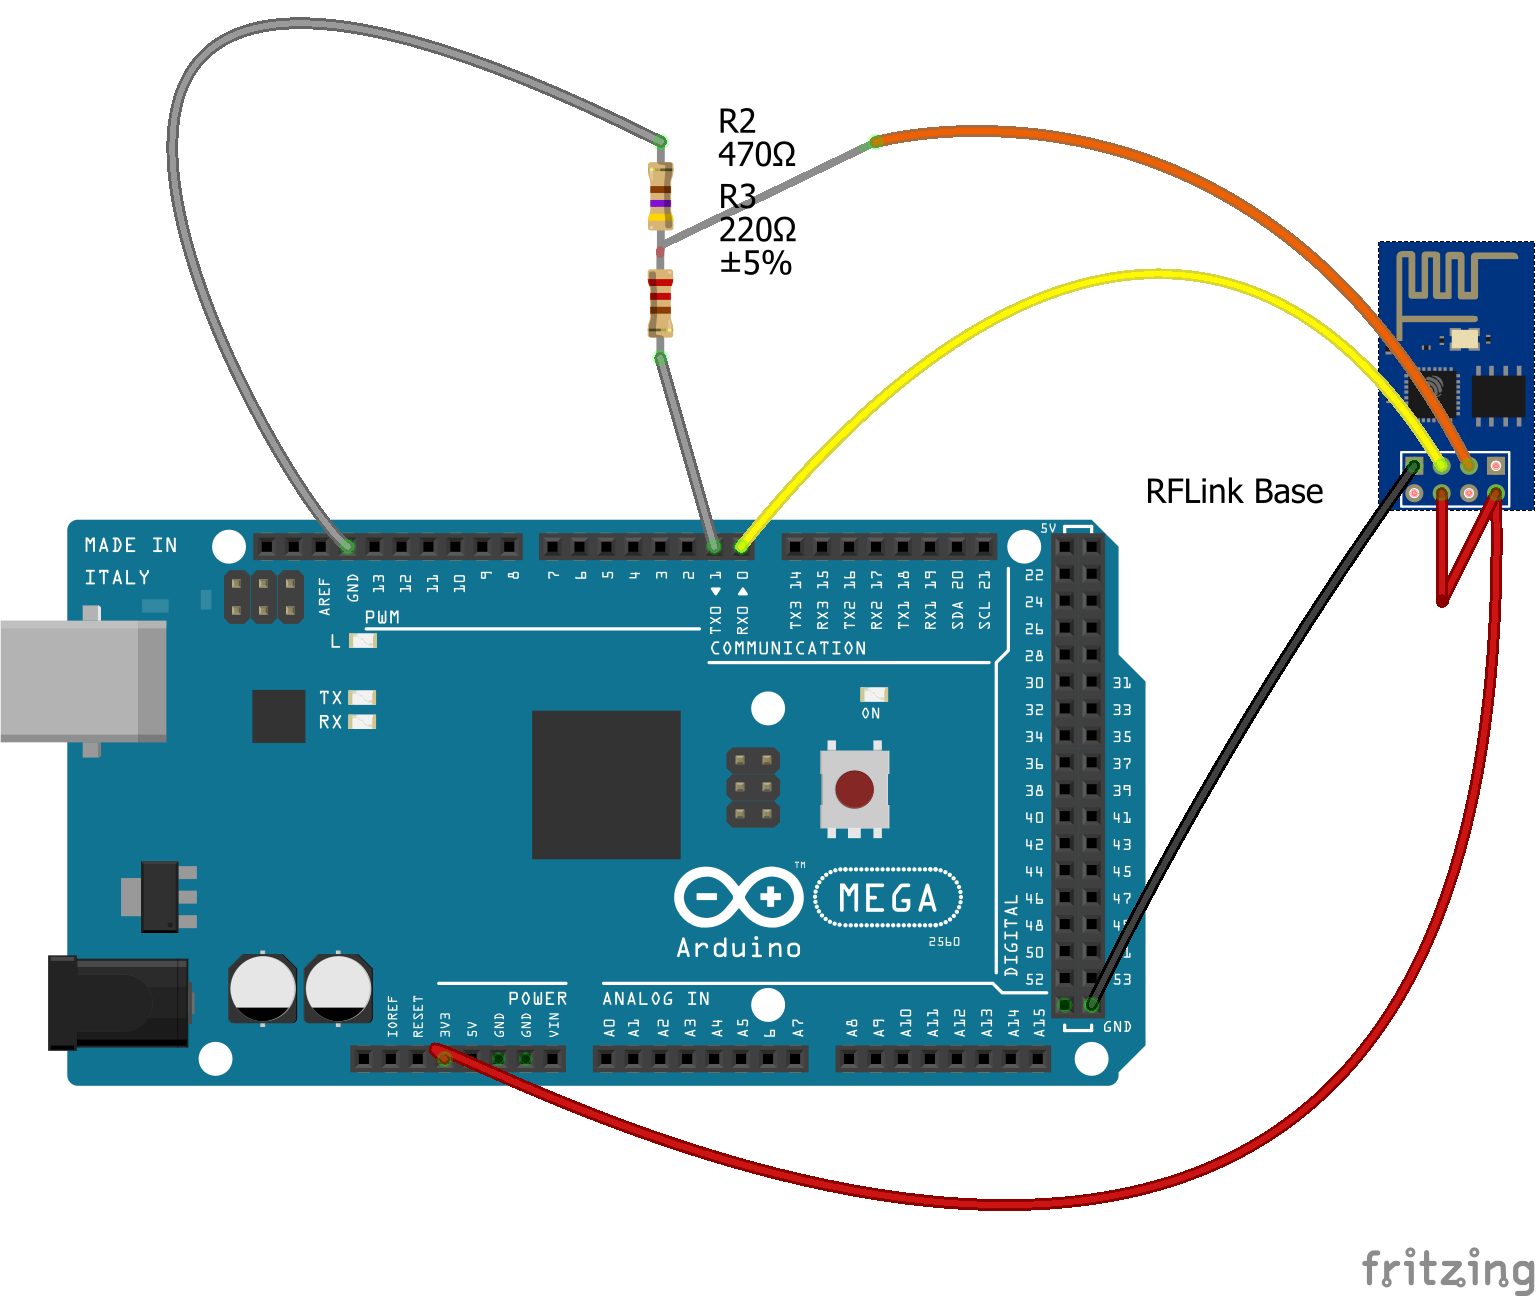 R2
470Ω
R3
220Ω
±5%
RFLink Base
MADE IN
ITALY
AREF
GND
13
12
11
10
9
8
7
6
5
4
3
2
TX0 1
RX0 0
TX3 14
RX3 15
TX2 16
RX2 17
TX1 18
RX1 19
SDA 20
SCL 21
PWM
COMMUNICATION
L
TX
RX
ON
5V
22
24
26
28
30 31
32 33
34 35
36 37
38 39
40 41
42 43
44 45
46 47
48
50
52 53
GND
DIGITAL
MEGA
TM
Arduino
2560
POWER
ANALOG IN
IOREF
RESET
3V3
5V
GND
GND
VIN
A0
A1
A2
A3
A4
A5
6
A7
A8
A9
A10
A11
A12
A13
A14
A15
fritzing